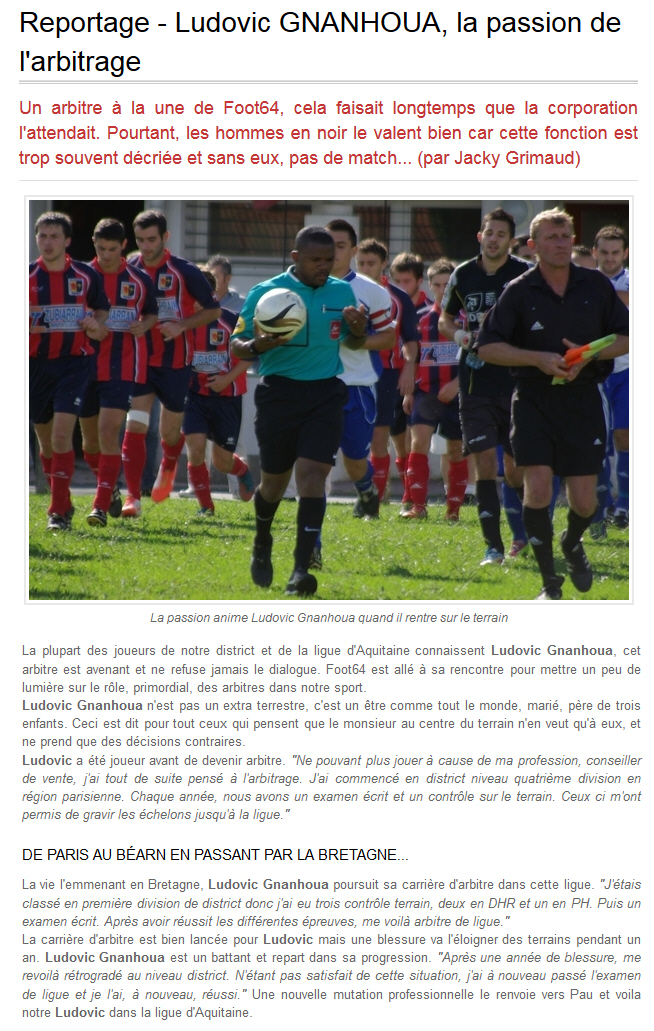 Reportage - Ludovic GNANHOUA, la passion de
l'arbitrage
Un arbitre à la une de Foot64, cela faisait longtemps que la corporation
l'attendait. Pourtant, les hommes en noir le valent bien car cette fonction est
trop souvent décriée et sans eux, pas de match... (par Jacky Grimaud)
ZUBIARRAIN
La passion anime Ludovic Gnanhoua quand il rentre sur le terrain
La plupart des joueurs de notre district et de la ligue d'Aquitaine connaissent Ludovic Gnanhoua, cet
arbitre est avenant et ne refuse jamais le dialogue. Foot64 est allé à sa rencontre pour mettre un peu de
lumière sur le rôle, primordial, des arbitres dans notre sport.
Ludovic Gnanhoua n'est pas un extra terrestre, c'est un être comme tout le monde, marié, père de trois
enfants. Ceci est dit pour tout ceux qui pensent que le monsieur au centre du terrain n'en veut qu'à eux, et
ne prend que des décisions contraires.
Ludovic a été joueur avant de devenir arbitre. "Ne pouvant plus jouer à cause de ma profession, conseiller
de vente, j'ai tout de suite pensé à l'arbitrage. J'ai commencé en district niveau quatrième division en
région parisienne. Chaque année, nous avons un examen écrit et un contrôle sur le terrain. Ceux ci m'ont
permis de gravir les échelons jusqu'à la ligue."
DE PARIS AU BÉARN EN PASSANT PAR LA BRETAGNE...
La vie l'emmenant en Bretagne, Ludovic Gnanhoua poursuit sa carrière d'arbitre dans cette ligue. "J'étais
classé en première division de district donc j'ai eu trois contrôle terrain, deux en DHR et un en PH. Puis un
examen écrit. Après avoir réussit les différentes épreuves, me voilà arbitre de ligue."
La carrière d'arbitre est bien lancée pour Ludovic mais une blessure va l'éloigner des terrains pendant un
an. Ludovic Gnanhoua est un battant et repart dans sa progression. "Après une année de blessure, me
revoilà rétrogradé au niveau district. N'étant pas satisfait de cette situation, j'ai à nouveau passé l'examen
de ligue et je l'ai, à nouveau, réussi." Une nouvelle mutation professionnelle le renvoie vers Pau et voila
notre Ludovic dans la ligue d'Aquitaine.